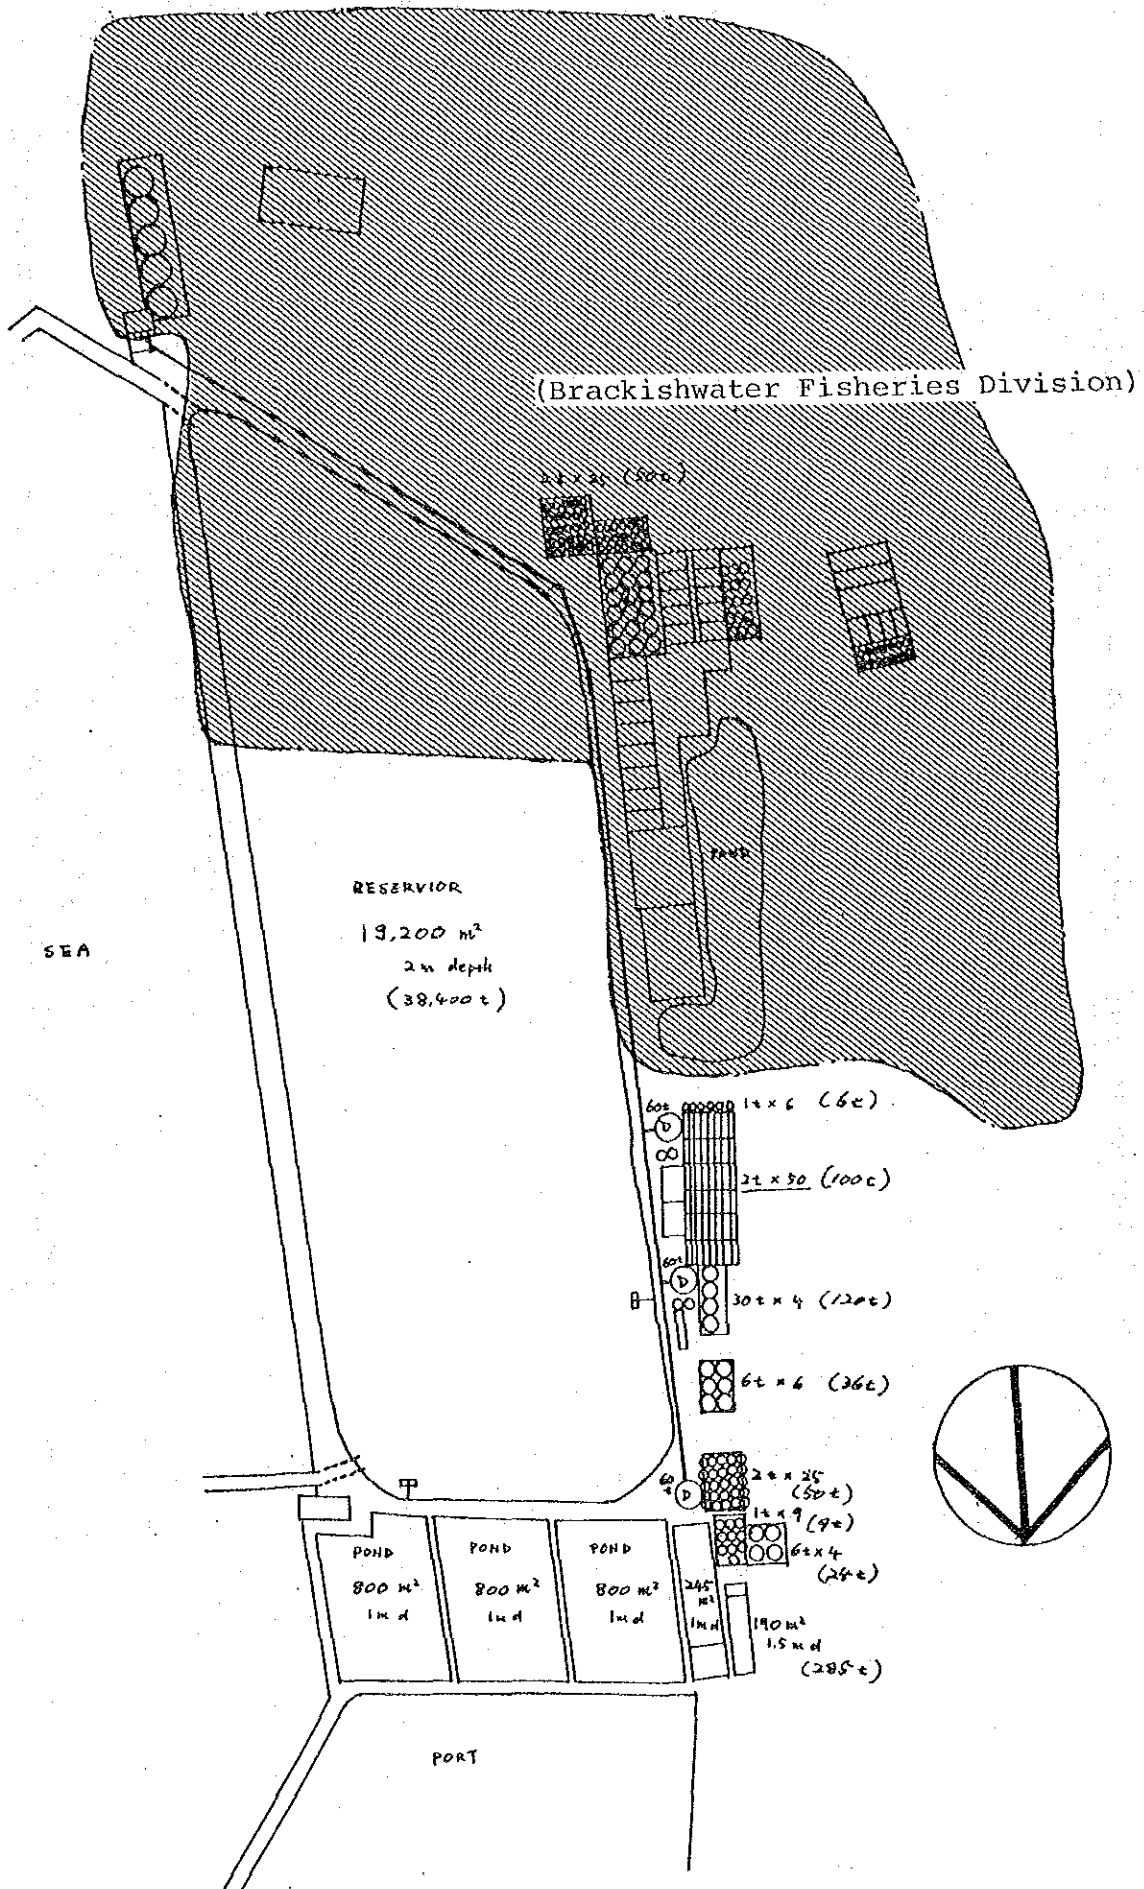 (Brackishwater Fisheries Division)
2t × 25 (50t)
POND
RESERVIOR
19,200 m²
2m depth
(38,400 t)
SEA
60t
D
1t × 6 (6t)
2t × 50 (100t)
60t
D
30t × 4 (120t)
6t × 6 (36t)
2t × 25
(50t)
60
t
D
1t × 9 (9t)
6t × 4
(24t)
POND
800 m²
1m d
POND
800 m²
1m d
POND
800 m²
1m d
245
m²
1m d
190 m²
1.5 m d
(285t)
PORT